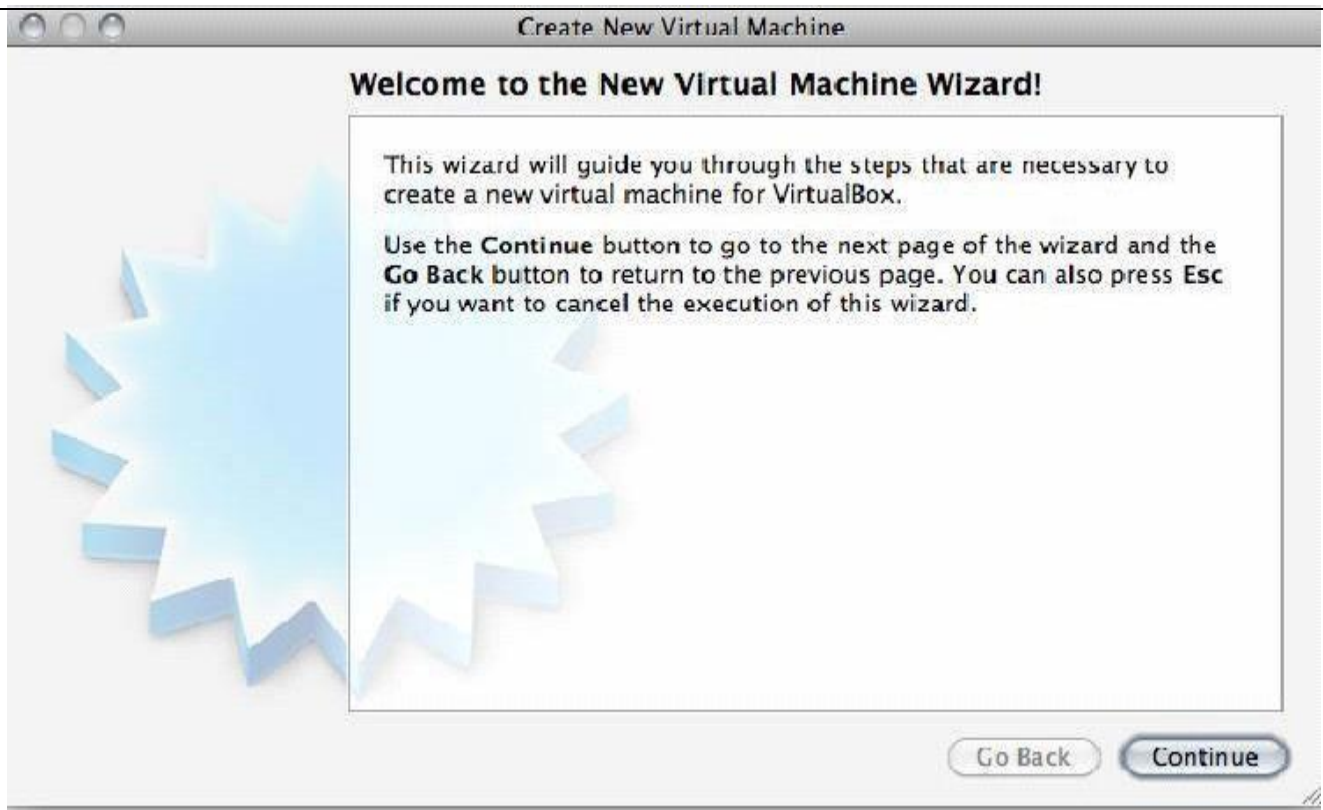 Create New Virtual Machine
Welcome to the New Virtual Machine Wizard!
This wizard will guide you through the steps that are necessary to
create a new virtual machine for VirtualBox.
Use the Continue button to go to the next page of the wizard and the
Go Back button to return to the previous page. You can also press Esc
if you want to cancel the execution of this wizard.
Go Back
Continue